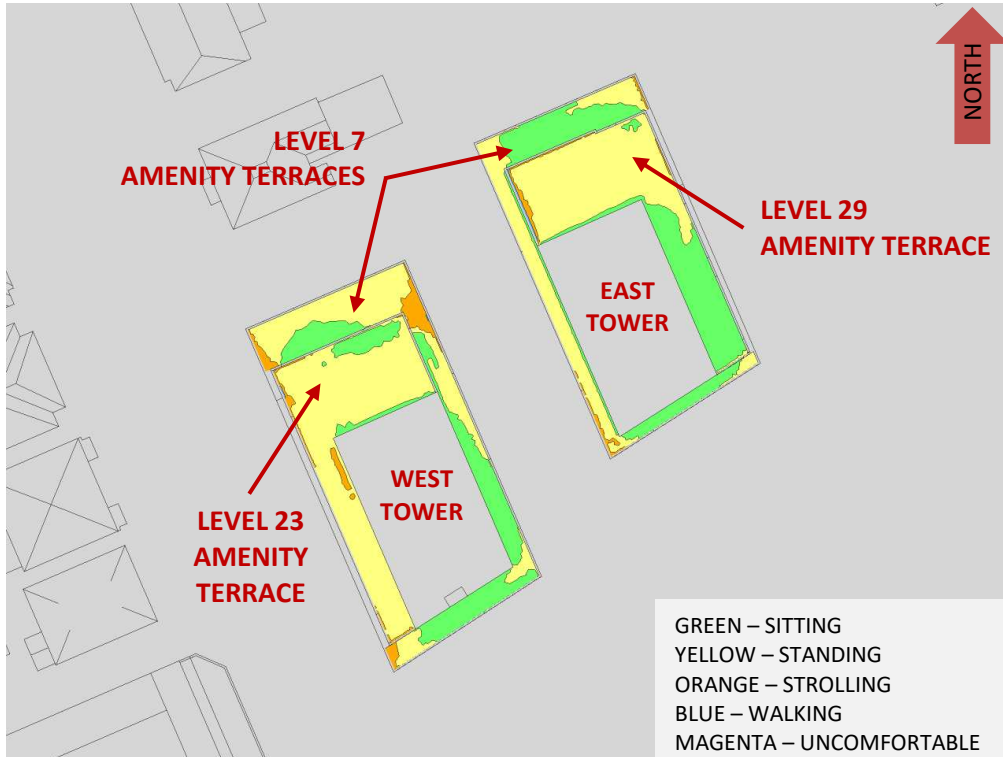 NORTH
LEVEL 7
AMENITY TERRACES
LEVEL 29
AMENITY TERRACE
EAST
TOWER
WEST
TOWER
LEVEL 23
AMENITY
TERRACE
GREEN – SITTING
YELLOW – STANDING
ORANGE – STROLLING
BLUE – WALKING
MAGENTA – UNCOMFORTABLE